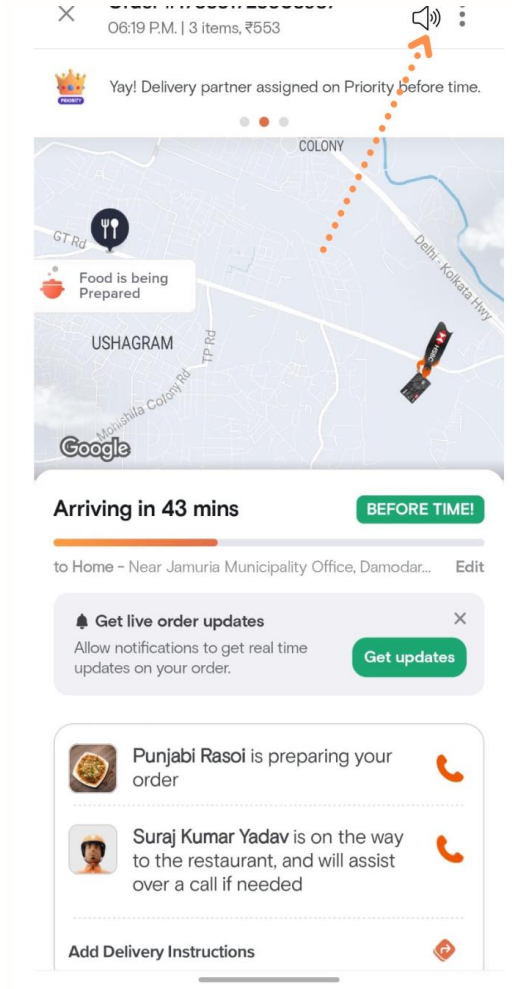 06:19 P.M. | 3 items, ₹553
PRIORITY
Yay! Delivery partner assigned on Priority before time.
COLONY
GT Rd
Delhi - Kolkata Hwy
Food is being
Prepared
USHAGRAM
TP Rd
HSBC
Mohishila Colony Rd
Google
Arriving in 43 mins
BEFORE TIME!
to Home – Near Jamuria Municipality Office, Damodar...
Edit
Get live order updates
Allow notifications to get real time
updates on your order.
Get updates
Punjabi Rasoi is preparing your
order
Suraj Kumar Yadav is on the way
to the restaurant, and will assist
over a call if needed
Add Delivery Instructions